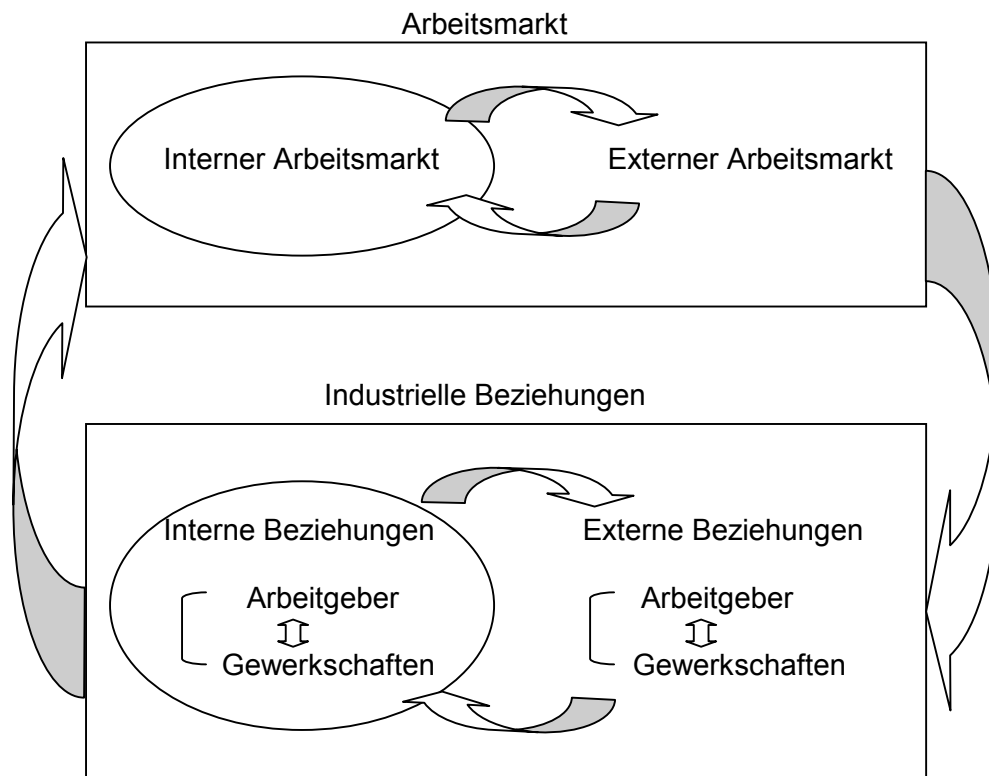 Arbeitsmarkt
Interner Arbeitsmarkt
Externer Arbeitsmarkt
Industrielle Beziehungen
Interne Beziehungen
Externe Beziehungen
Arbeitgeber
Arbeitgeber
Gewerkschaften
Gewerkschaften